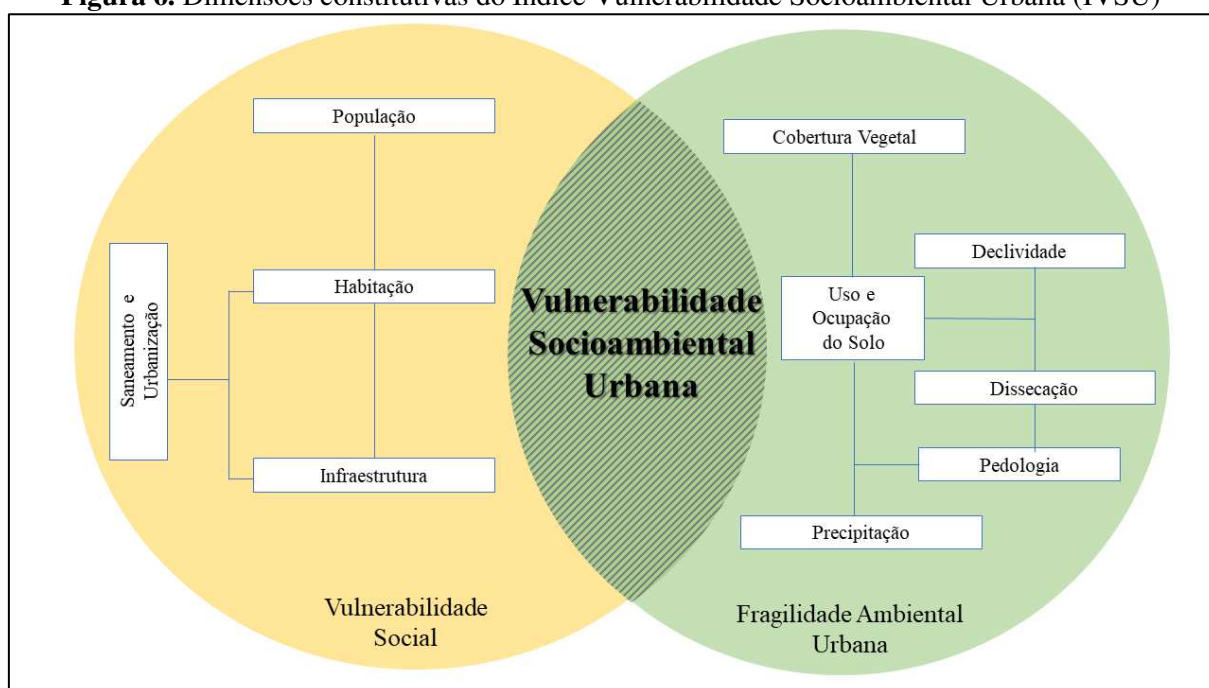 Figura 6. Dimensões constitutivas do Índice Vulnerabilidade Socioambiental Urbana (IVSU)
População
Saneamento e
Urbanização
Habitação
Infraestrutura
Vulnerabilidade
Social
Vulnerabilidade
Socioambiental
Urbana
Cobertura Vegetal
Declividade
Uso e
Ocupação
do Solo
Dissecação
Pedologia
Precipitação
Fragilidade Ambiental
Urbana